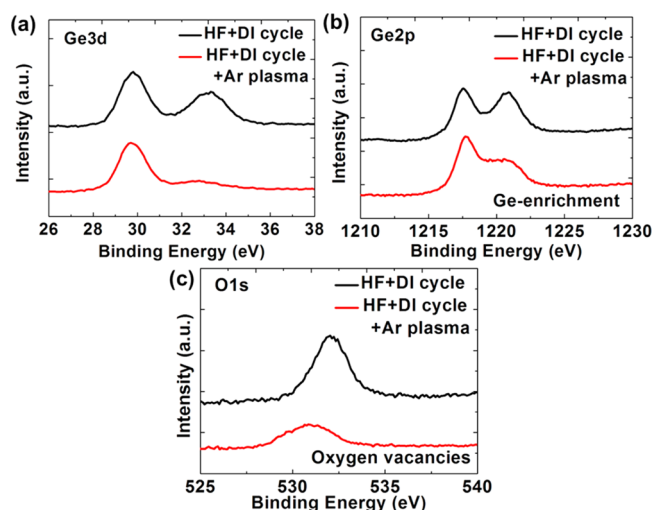 (a)
Ge3d
HF+DI cycle
HF+DI cycle
+Ar plasma
Intensity (a.u.)
26 28 30 32 34 36 38
Binding Energy (eV)
(b)
Ge2p
HF+DI cycle
HF+DI cycle
+Ar plasma
Ge-enrichment
Intensity (a.u.)
1210 1215 1220 1225 1230
Binding Energy (eV)
(c)
O1s
HF+DI cycle
HF+DI cycle
+Ar plasma
Oxygen vacancies
Intensity (a.u.)
525 530 535 540
Binding Energy (eV)